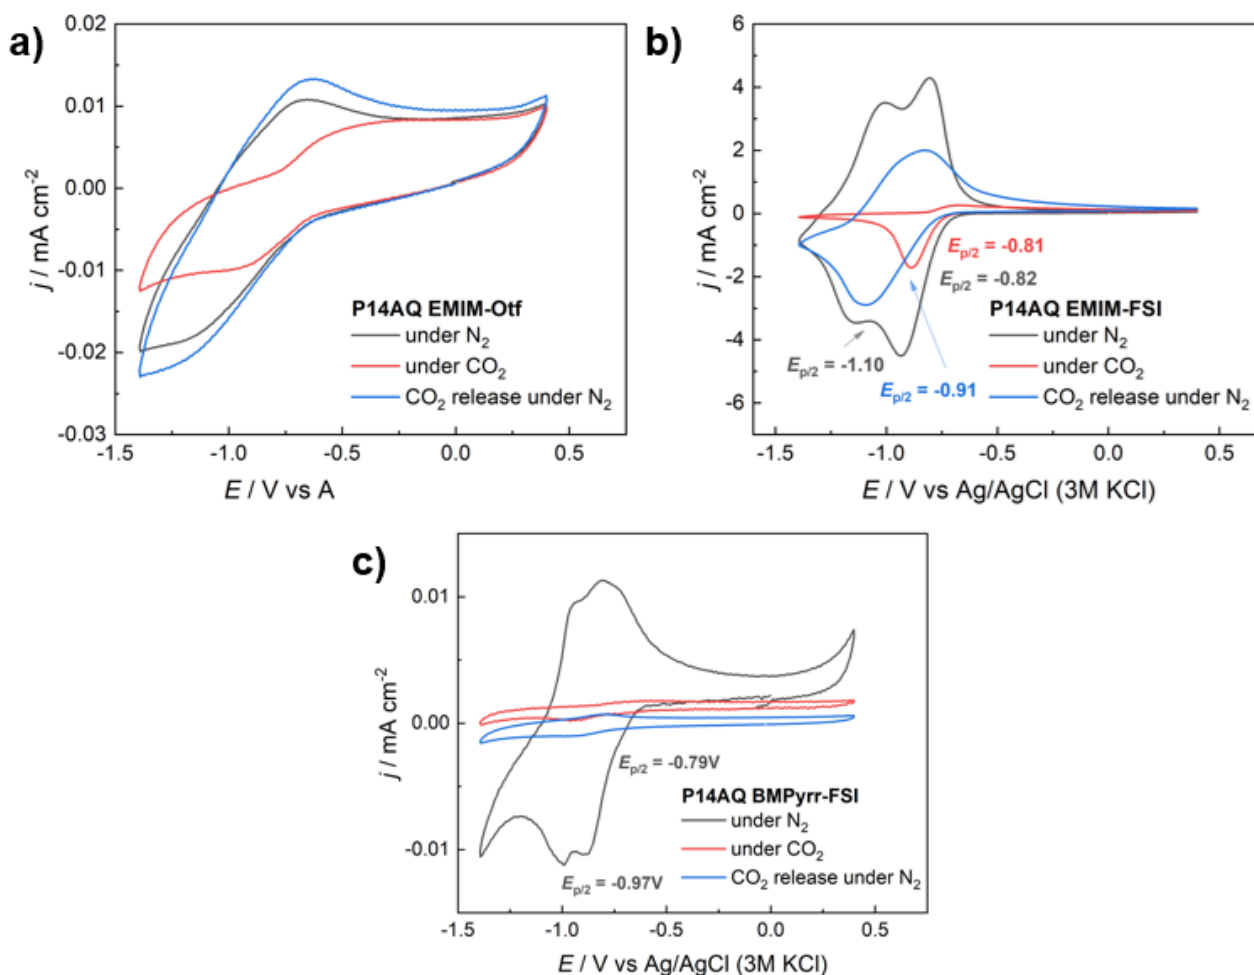 a)
0.02
0.01
0.00
-0.01
-0.02
-0.03
j / mA cm⁻²
P14AQ EMIM-Otf
under N₂
under CO₂
CO₂ release under N₂
-1.5 -1.0 -0.5 0.0 0.5
E / V vs A
b)
6
4
2
0
-2
-4
-6
j / mA cm⁻²
Eₚ/₂ = -0.81
Eₚ/₂ = -0.82
P14AQ EMIM-FSI
under N₂
Eₚ/₂ = -1.10
under CO₂
Eₚ/₂ = -0.91
CO₂ release under N₂
-1.5 -1.0 -0.5 0.0 0.5
E / V vs Ag/AgCl (3M KCl)
c)
0.01
0.00
-0.01
j / mA cm⁻²
Eₚ/₂ = -0.79V
P14AQ BMPyrr-FSI
under N₂
under CO₂
Eₚ/₂ = -0.97V
CO₂ release under N₂
-1.5 -1.0 -0.5 0.0 0.5
E / V vs Ag/AgCl (3M KCl)